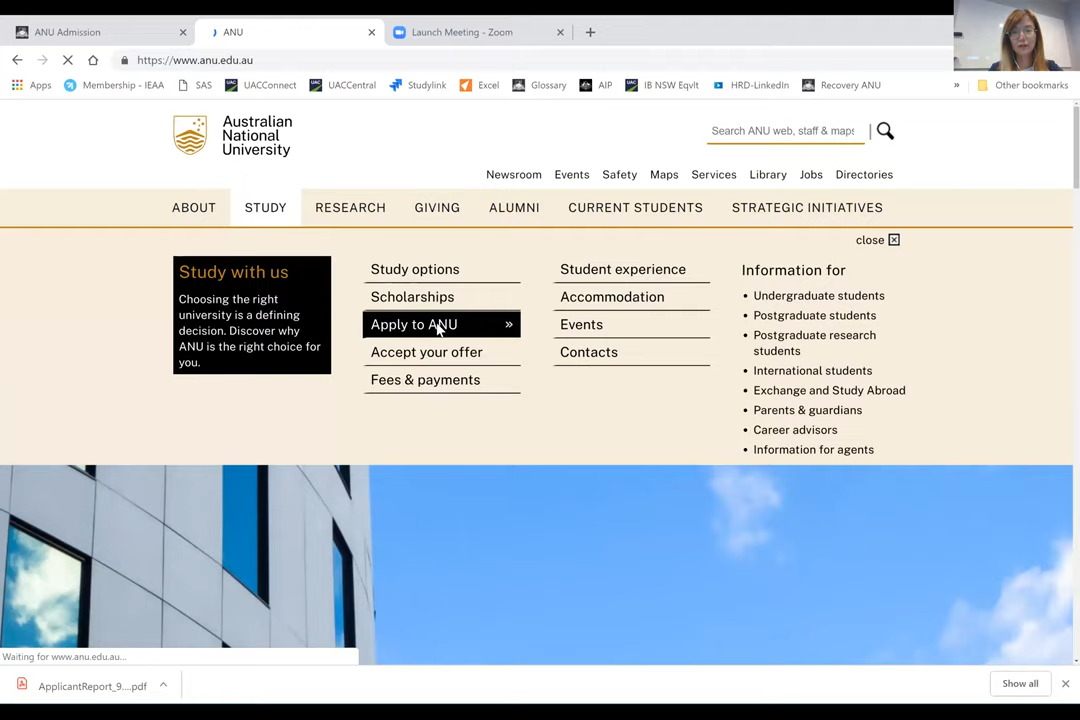 ANU Admission
ANU
Launch Meeting - Zoom
https://www.anu.edu.au
Apps
Membership - IEAA
SAS
UACConnect
UACCentral
Studylink
Excel
Glossary
AIP
IB NSW Eqvlt
HRD-LinkedIn
Recovery ANU
»
Other bookmarks
Australian
National
University
Search ANU web, staff & maps
Newsroom
Events
Safety
Maps
Services
Library
Jobs
Directories
ABOUT
STUDY
RESEARCH
GIVING
ALUMNI
CURRENT STUDENTS
STRATEGIC INITIATIVES
close
Study with us
Choosing the right
university is a defining
decision. Discover why
ANU is the right choice for
you.
Study options
Scholarships
Apply to ANU »
Accept your offer
Fees & payments
Student experience
Accommodation
Events
Contacts
Information for
• Undergraduate students
• Postgraduate students
• Postgraduate research
students
• International students
• Exchange and Study Abroad
• Parents & guardians
• Career advisors
• Information for agents
Waiting for www.anu.edu.au...
ApplicantReport_9....pdf
Show all